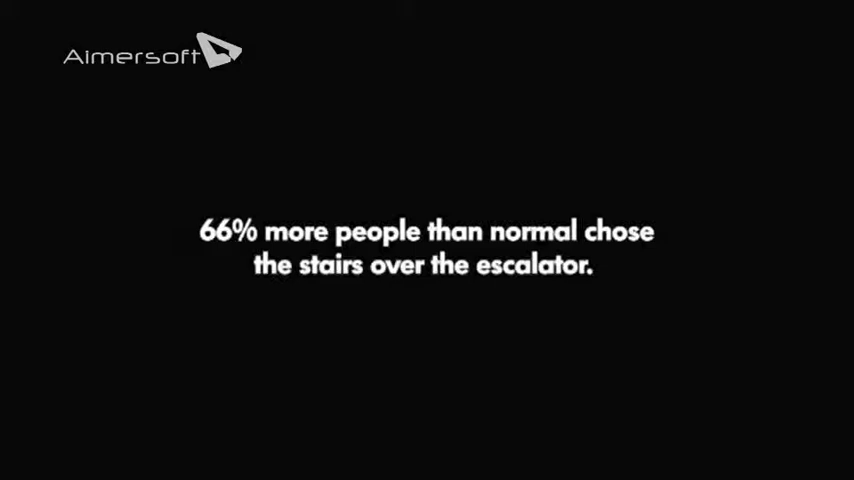 Aimersoft
66% more people than normal chose
the stairs over the escalator.